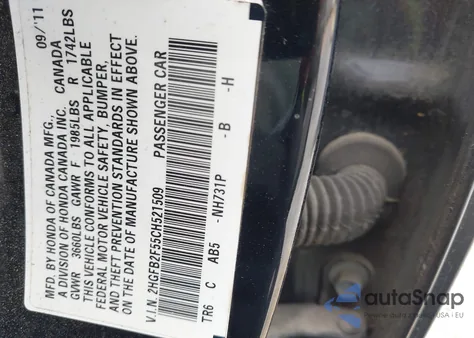 MFD. BY HONDA OF CANADA MFG., 09/11
A DIVISION OF HONDA CANADA INC. CANADA
GVWR 3660LBS GAWR F 1985LBS R 1742LBS
THIS VEHICLE CONFORMS TO ALL APPLICABLE
FEDERAL MOTOR VEHICLE SAFETY, BUMPER,
AND THEFT PREVENTION STANDARDS IN EFFECT
ON THE DATE OF MANUFACTURE SHOWN ABOVE.
V.I.N. 2HGFB2F55CH521509 PASSENGER CAR
TR6 C AB5 -NH731P -B -H
autoSnap